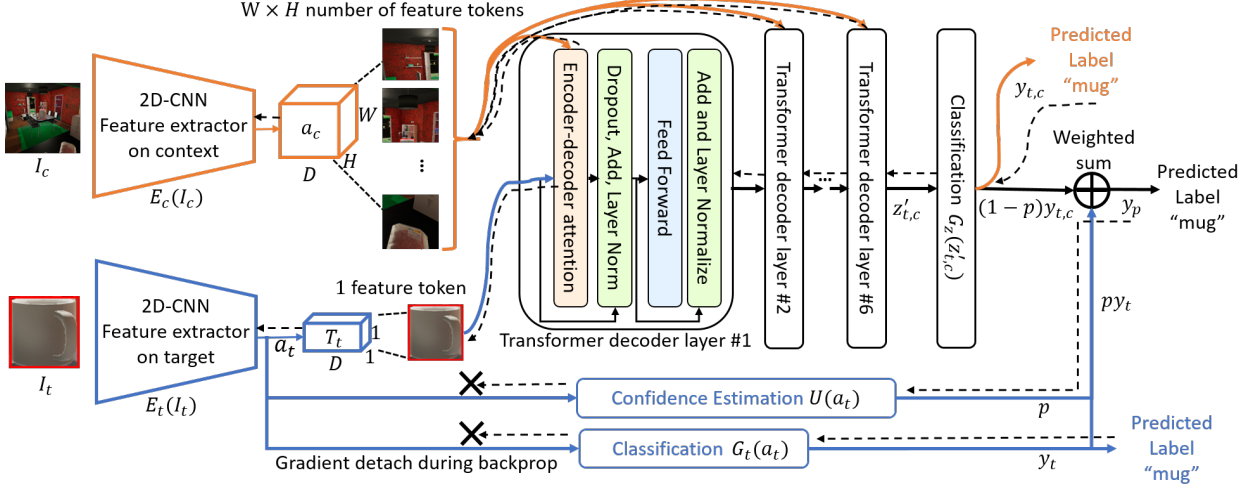 W × H number of feature tokens
2D-CNN
Feature extractor
on context
E_c(I_c)
I_c
a_c
W
H
D
⋮
Encoder-decoder attention
Dropout, Add, Layer Norm
Feed Forward
Add and Layer Normalize
Transformer decoder layer #1
Transformer decoder layer #2
...
Transformer decoder layer #6
z'_{t,c}
Classification G_z(z'_{t,c})
Predicted
Label
“mug”
y_{t,c}
Weighted
sum
(1 − p)y_{t,c}
y_p
Predicted
Label
“mug”
py_t
2D-CNN
Feature extractor
on target
E_t(I_t)
I_t
a_t
1 feature token
T_t
1
1
D
Confidence Estimation U(a_t)
p
Classification G_t(a_t)
y_t
Gradient detach during backprop
Predicted
Label
“mug”